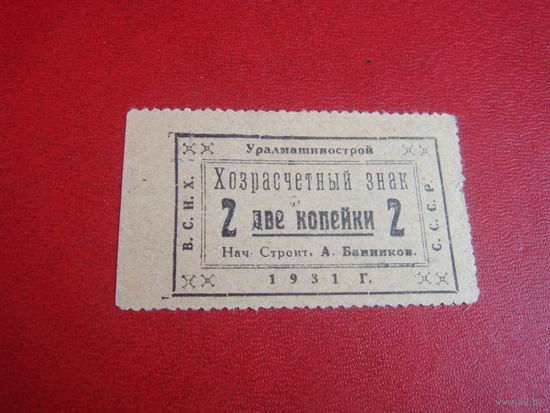 Уралмашинострой
В. С. Н. Х.
Хозрасчетный знак
2 две копейки 2
Нач. Строит. А. Банников.
С. С. С. Р.
1931 г.